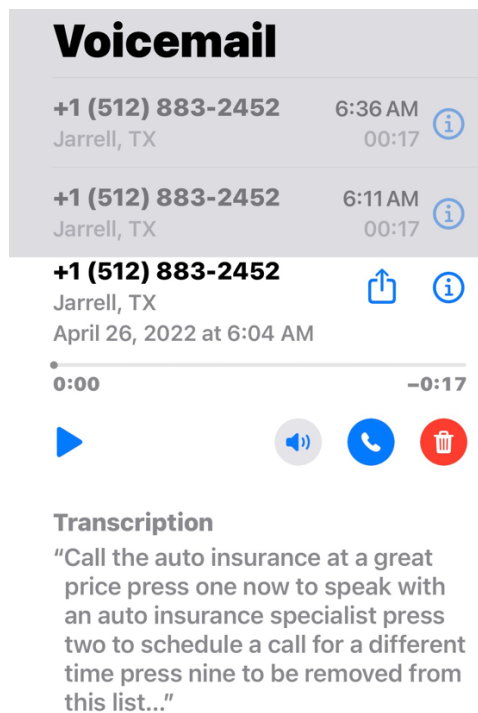 Voicemail
+1 (512) 883-2452 6:36 AM
Jarrell, TX 00:17
+1 (512) 883-2452 6:11 AM
Jarrell, TX 00:17
+1 (512) 883-2452
Jarrell, TX
April 26, 2022 at 6:04 AM
0:00 −0:17
Transcription
“Call the auto insurance at a great
price press one now to speak with
an auto insurance specialist press
two to schedule a call for a different
time press nine to be removed from
this list...”